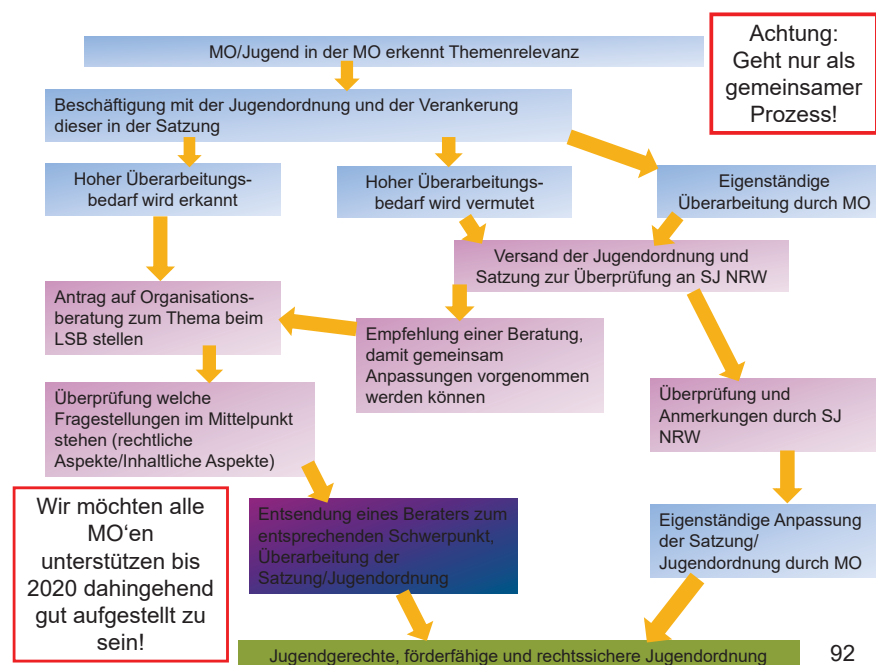 MO/Jugend in der MO erkennt Themenrelevanz
Achtung:
Geht nur als
gemeinsamer
Prozess!
Beschäftigung mit der Jugendordnung und der Verankerung
dieser in der Satzung
Hoher Überarbeitungs-
bedarf wird erkannt
Hoher Überarbeitungs-
bedarf wird vermutet
Eigenständige
Überarbeitung durch MO
Versand der Jugendordnung und
Satzung zur Überprüfung an SJ NRW
Antrag auf Organisations-
beratung zum Thema beim
LSB stellen
Empfehlung einer Beratung,
damit gemeinsam
Anpassungen vorgenommen
werden können
Überprüfung welche
Fragestellungen im Mittelpunkt
stehen (rechtliche
Aspekte/Inhaltliche Aspekte)
Überprüfung und
Anmerkungen durch SJ
NRW
Wir möchten alle
MO‘en
unterstützen bis
2020 dahingehend
gut aufgestellt zu
sein!
Entsendung eines Beraters zum
entsprechenden Schwerpunkt,
Überarbeitung der
Satzung/Jugendordnung
Eigenständige Anpassung
der Satzung/
Jugendordnung durch MO
Jugendgerechte, förderfähige und rechtssichere Jugendordnung
92